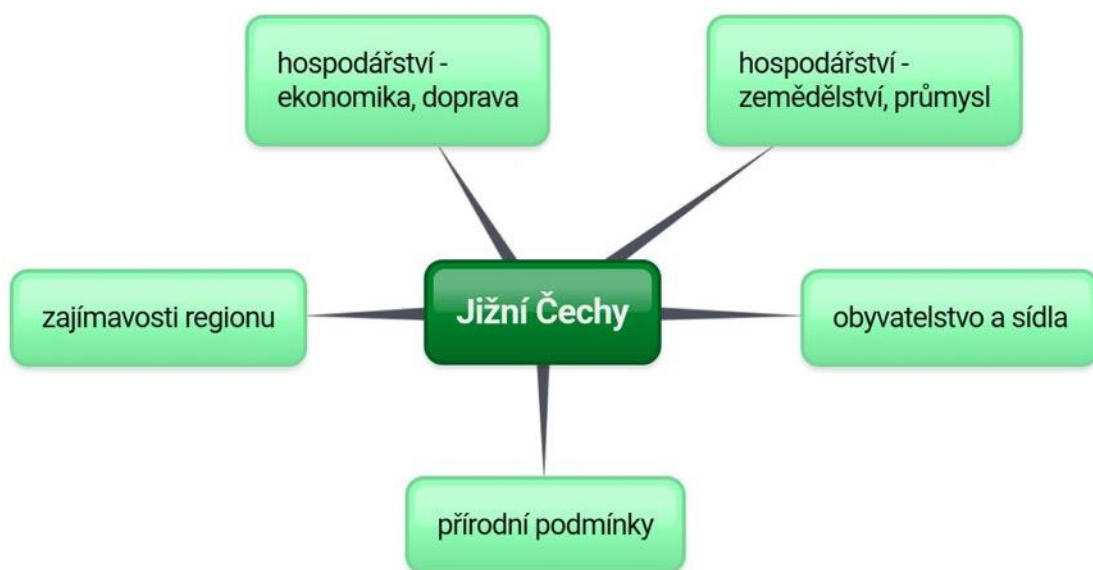 hospodářství -
ekonomika, doprava
hospodářství -
zemědělství, průmysl
zajímavosti regionu
Jižní Čechy
obyvatelstvo a sídla
přírodní podmínky